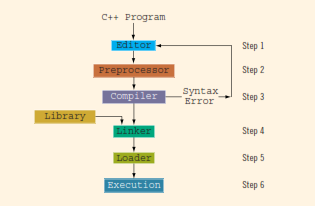 C++ Program
Editor Step 1
Preprocessor Step 2
Compiler Syntax Error Step 3
Library
Linker Step 4
Loader Step 5
Execution Step 6